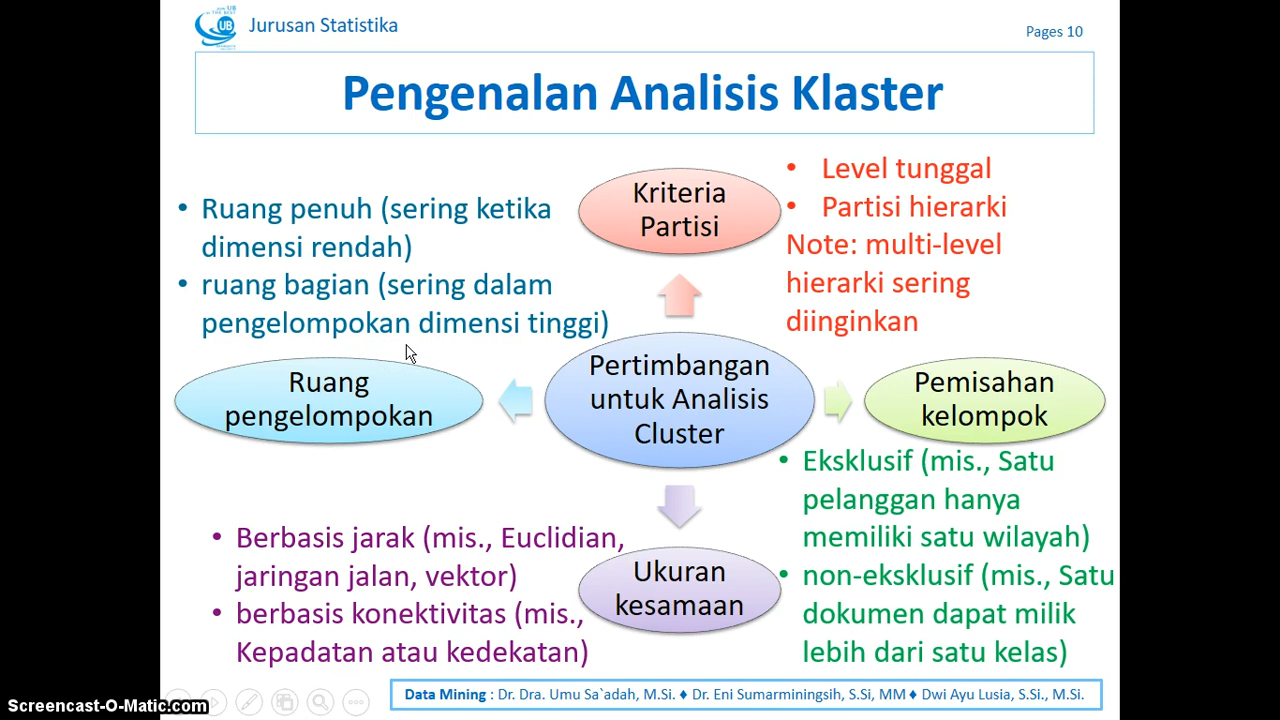 Jurusan Statistika
Pages 10
Pengenalan Analisis Klaster
Kriteria
Partisi
• Level tunggal
• Partisi hierarki
Note: multi-level
hierarki sering
diinginkan
• Ruang penuh (sering ketika
dimensi rendah)
• ruang bagian (sering dalam
pengelompokan dimensi tinggi)
Ruang
pengelompokan
Pertimbangan
untuk Analisis
Cluster
Pemisahan
kelompok
• Eksklusif (mis., Satu
pelanggan hanya
memiliki satu wilayah)
• non-eksklusif (mis., Satu
dokumen dapat milik
lebih dari satu kelas)
• Berbasis jarak (mis., Euclidian,
jaringan jalan, vektor)
• berbasis konektivitas (mis.,
Kepadatan atau kedekatan)
Ukuran
kesamaan
Data Mining : Dr. Dra. Umu Sa`adah, M.Si. ♦ Dr. Eni Sumarminingsih, S.Si, MM ♦ Dwi Ayu Lusia, S.Si., M.Si.
Screencast-O-Matic.com
UB